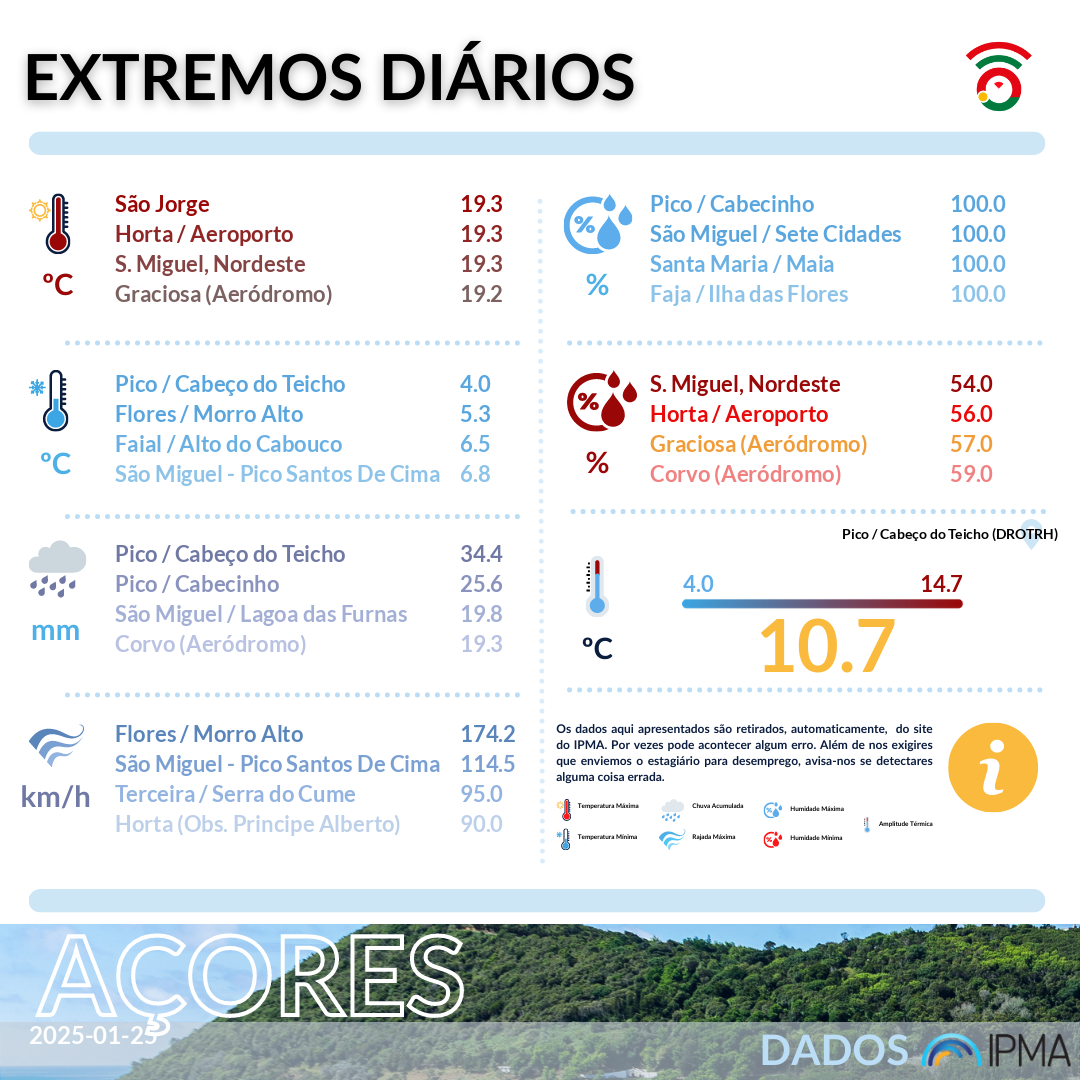 EXTREMOS DIÁRIOS
ºC
São Jorge 19.3
Horta / Aeroporto 19.3
S. Miguel, Nordeste 19.3
Graciosa (Aeródromo) 19.2
ºC
Pico / Cabeço do Teicho 4.0
Flores / Morro Alto 5.3
Faial / Alto do Cabouco 6.5
São Miguel - Pico Santos De Cima 6.8
mm
Pico / Cabeço do Teicho 34.4
Pico / Cabecinho 25.6
São Miguel / Lagoa das Furnas 19.8
Corvo (Aeródromo) 19.3
km/h
Flores / Morro Alto 174.2
São Miguel - Pico Santos De Cima 114.5
Terceira / Serra do Cume 95.0
Horta (Obs. Principe Alberto) 90.0
%
%
Pico / Cabecinho 100.0
São Miguel / Sete Cidades 100.0
Santa Maria / Maia 100.0
Faja / Ilha das Flores 100.0
%
%
S. Miguel, Nordeste 54.0
Horta / Aeroporto 56.0
Graciosa (Aeródromo) 57.0
Corvo (Aeródromo) 59.0
Pico / Cabeço do Teicho (DROTRH)
4.0 14.7
ºC
10.7
Os dados aqui apresentados são retirados, automaticamente, do site
do IPMA. Por vezes pode acontecer algum erro. Além de nos exigires
que enviemos o estagiário para desemprego, avisa-nos se detectares
alguma coisa errada.
i
Temperatura Máxima Chuva Acumulada Humidade Máxima
Amplitude Térmica
Temperatura Mínima Rajada Máxima Humidade Mínima
AÇORES
2025-01-25
DADOS IPMA